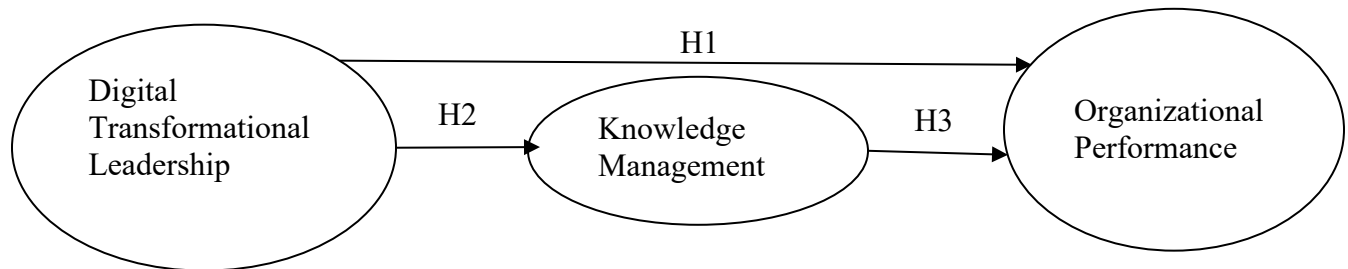 H1
Digital
Transformational
Leadership
H2
Knowledge
Management
H3
Organizational
Performance